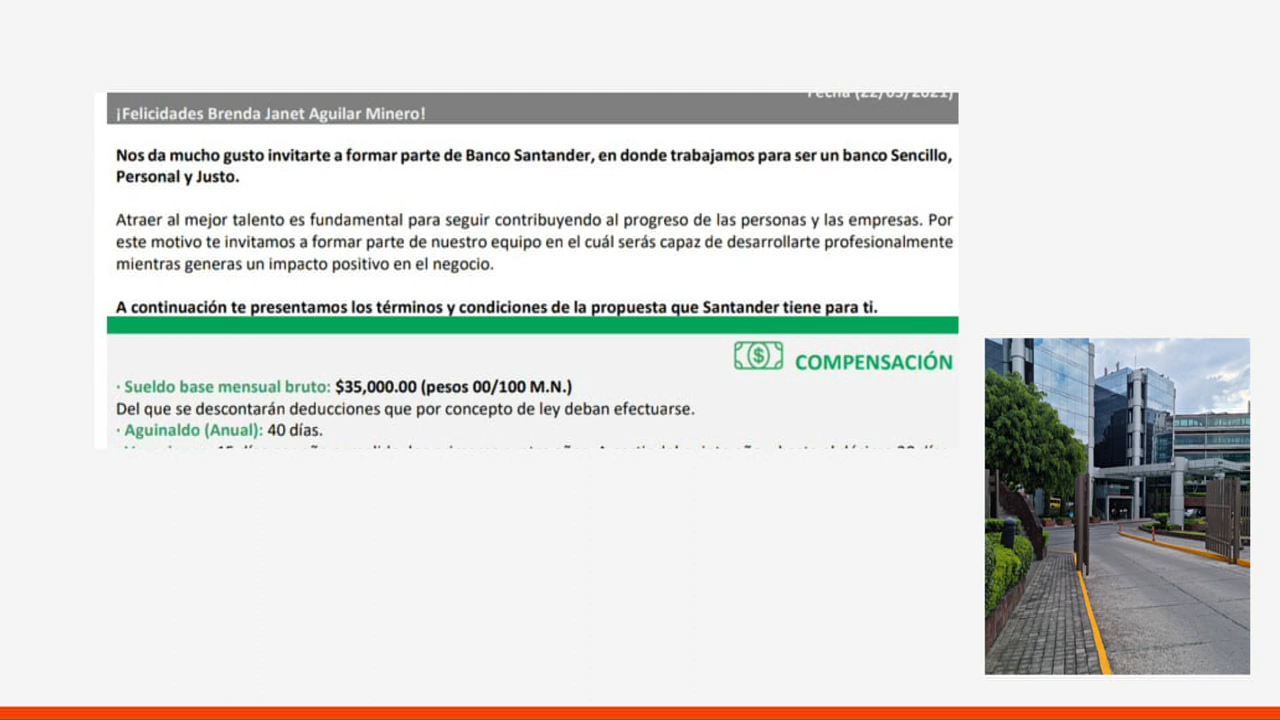 Fecha (22/03/2021)
¡Felicidades Brenda Janet Aguilar Minero!
Nos da mucho gusto invitarte a formar parte de Banco Santander, en donde trabajamos para ser un banco Sencillo,
Personal y Justo.
Atraer al mejor talento es fundamental para seguir contribuyendo al progreso de las personas y las empresas. Por
este motivo te invitamos a formar parte de nuestro equipo en el cuál serás capaz de desarrollarte profesionalmente
mientras generas un impacto positivo en el negocio.
A continuación te presentamos los términos y condiciones de la propuesta que Santander tiene para ti.
$ COMPENSACIÓN
· Sueldo base mensual bruto: $35,000.00 (pesos 00/100 M.N.)
Del que se descontarán deducciones que por concepto de ley deban efectuarse.
· Aguinaldo (Anual): 40 días.